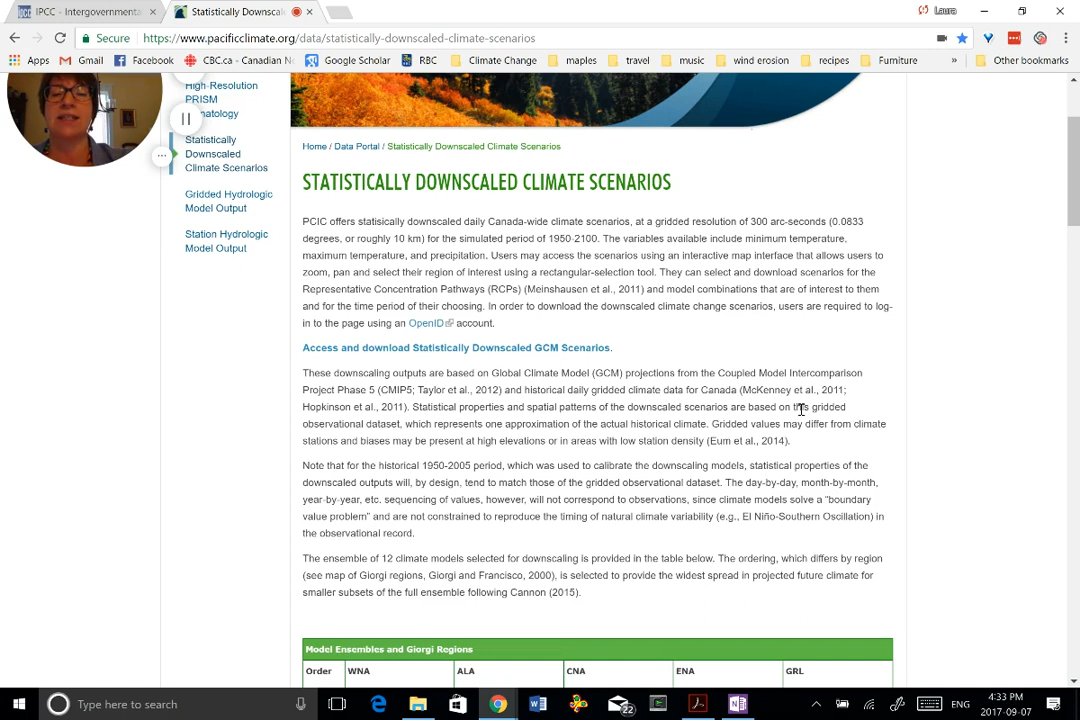 IPCC - Intergovernmenta
Statistically Downscal
Laura
Secure
https://www.pacificclimate.org/data/statistically-downscaled-climate-scenarios
Apps
Gmail
Facebook
CBC.ca - Canadian N
Google Scholar
RBC
Climate Change
maples
travel
music
wind erosion
recipes
Furniture
»
Other bookmarks
High-Resolution
PRISM
matology
Statistically
Downscaled
Climate Scenarios
Gridded Hydrologic
Model Output
Station Hydrologic
Model Output
Home / Data Portal / Statistically Downscaled Climate Scenarios
STATISTICALLY DOWNSCALED CLIMATE SCENARIOS
PCIC offers statisically downscaled daily Canada-wide climate scenarios, at a gridded resolution of 300 arc-seconds (0.0833
degrees, or roughly 10 km) for the simulated period of 1950-2100. The variables available include minimum temperature,
maximum temperature, and precipitation. Users may access the scenarios using an interactive map interface that allows users to
zoom, pan and select their region of interest using a rectangular-selection tool. They can select and download scenarios for the
Representative Concentration Pathways (RCPs) (Meinshausen et al., 2011) and model combinations that are of interest to them
and for the time period of their choosing. In order to download the downscaled climate change scenarios, users are required to log-
in to the page using an OpenID account.
Access and download Statistically Downscaled GCM Scenarios.
These downscaling outputs are based on Global Climate Model (GCM) projections from the Coupled Model Intercomparison
Project Phase 5 (CMIP5; Taylor et al., 2012) and historical daily gridded climate data for Canada (McKenney et al., 2011;
Hopkinson et al., 2011). Statistical properties and spatial patterns of the downscaled scenarios are based on this gridded
observational dataset, which represents one approximation of the actual historical climate. Gridded values may differ from climate
stations and biases may be present at high elevations or in areas with low station density (Eum et al., 2014).
Note that for the historical 1950-2005 period, which was used to calibrate the downscaling models, statistical properties of the
downscaled outputs will, by design, tend to match those of the gridded observational dataset. The day-by-day, month-by-month,
year-by-year, etc. sequencing of values, however, will not correspond to observations, since climate models solve a “boundary
value problem” and are not constrained to reproduce the timing of natural climate variability (e.g., El Niño-Southern Oscillation) in
the observational record.
The ensemble of 12 climate models selected for downscaling is provided in the table below. The ordering, which differs by region
(see map of Giorgi regions, Giorgi and Francisco, 2000), is selected to provide the widest spread in projected future climate for
smaller subsets of the full ensemble following Cannon (2015).
Model Ensembles and Giorgi Regions
Order WNA ALA CNA ENA GRL
Type here to search
22
ENG
4:33 PM
2017-09-07